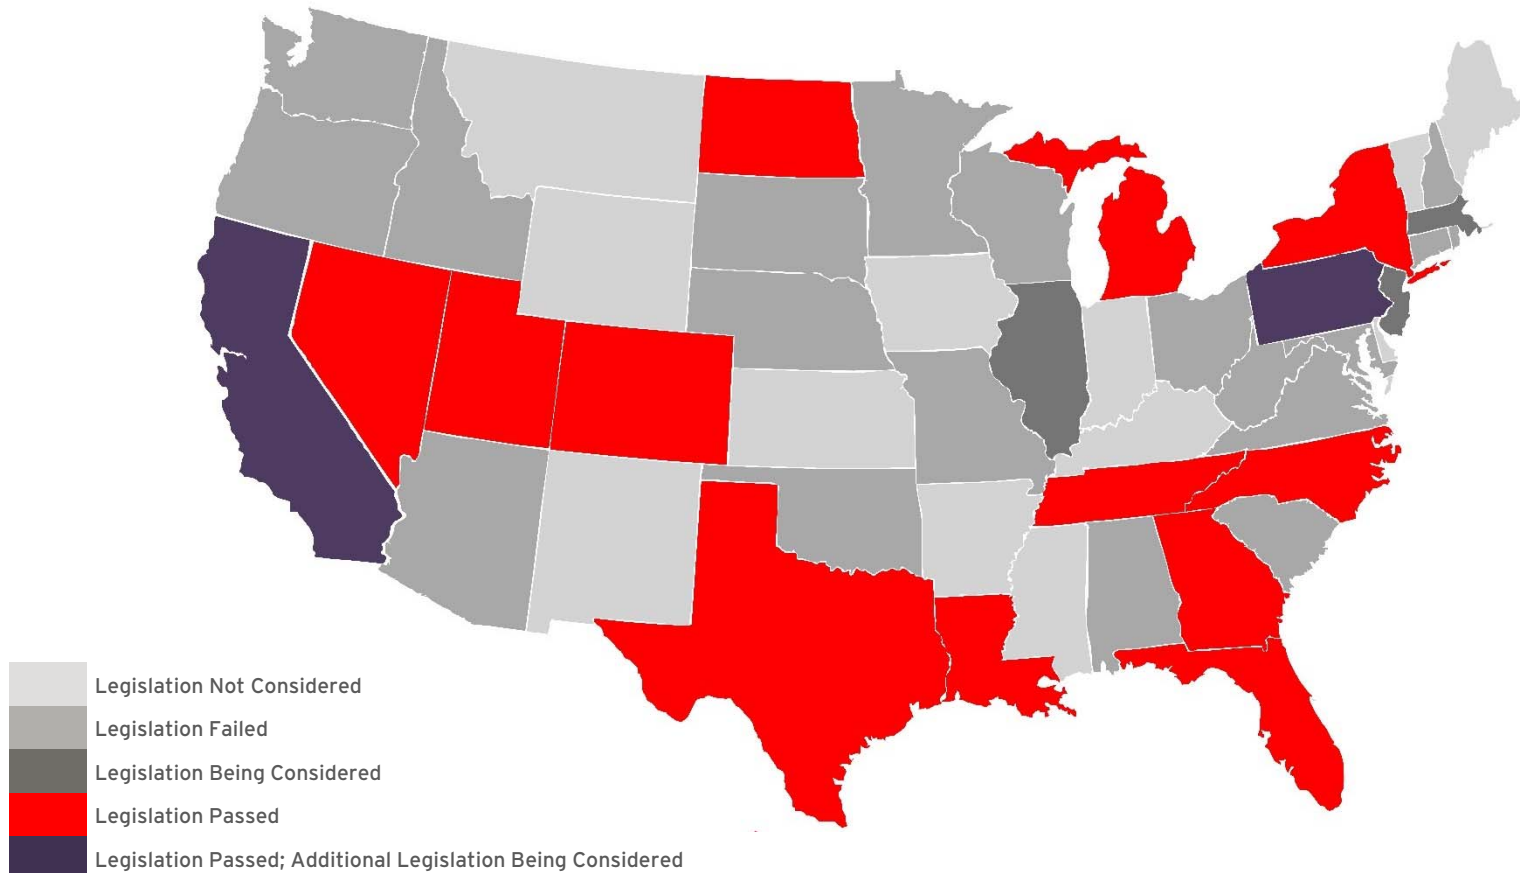 Legislation Not Considered
Legislation Failed
Legislation Being Considered
Legislation Passed
Legislation Passed; Additional Legislation Being Considered